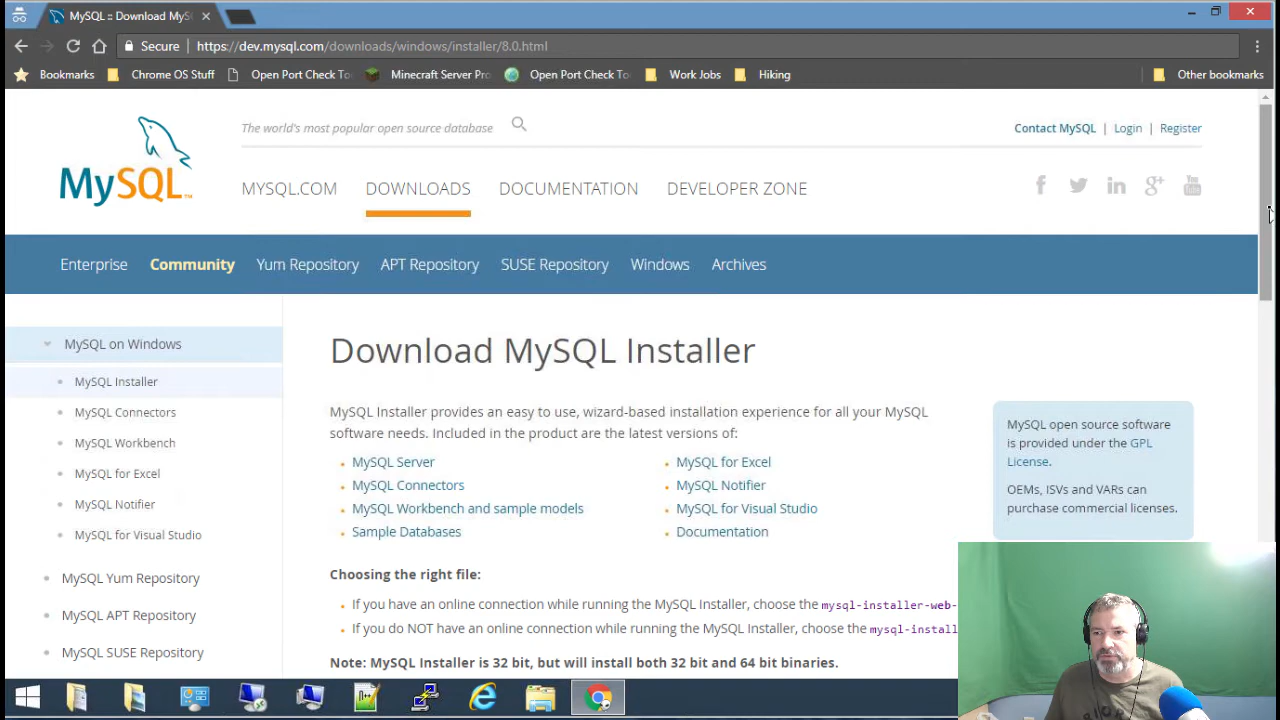 MySQL :: Download MyS
Secure https://dev.mysql.com/downloads/windows/installer/8.0.html
Bookmarks Chrome OS Stuff Open Port Check To Minecraft Server Pro Open Port Check To Work Jobs Hiking Other bookmarks
The world's most popular open source database
Contact MySQL | Login | Register
MySQL™
MYSQL.COM DOWNLOADS DOCUMENTATION DEVELOPER ZONE
Enterprise Community Yum Repository APT Repository SUSE Repository Windows Archives
MySQL on Windows
MySQL Installer
MySQL Connectors
MySQL Workbench
MySQL for Excel
MySQL Notifier
MySQL for Visual Studio
MySQL Yum Repository
MySQL APT Repository
MySQL SUSE Repository
Download MySQL Installer
MySQL Installer provides an easy to use, wizard-based installation experience for all your MySQL
software needs. Included in the product are the latest versions of:
MySQL Server
MySQL Connectors
MySQL Workbench and sample models
Sample Databases
MySQL for Excel
MySQL Notifier
MySQL for Visual Studio
Documentation
Choosing the right file:
If you have an online connection while running the MySQL Installer, choose the mysql-installer-web-
If you do NOT have an online connection while running the MySQL Installer, choose the mysql-install
Note: MySQL Installer is 32 bit, but will install both 32 bit and 64 bit binaries.
MySQL open source software
is provided under the GPL
License.
OEMs, ISVs and VARs can
purchase commercial licenses.